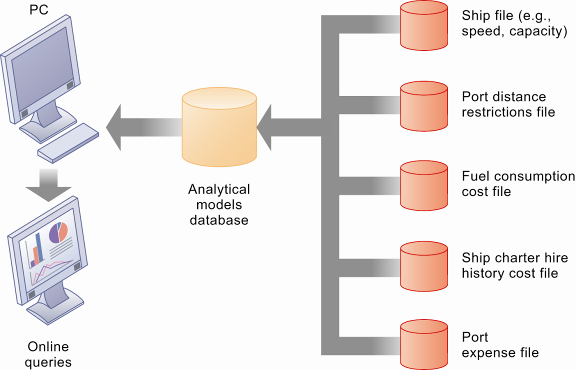 PC
Ship file (e.g.,
speed, capacity)
Port distance
restrictions file
Analytical
models
database
Fuel consumption
cost file
Ship charter hire
history cost file
Online
queries
Port
expense file